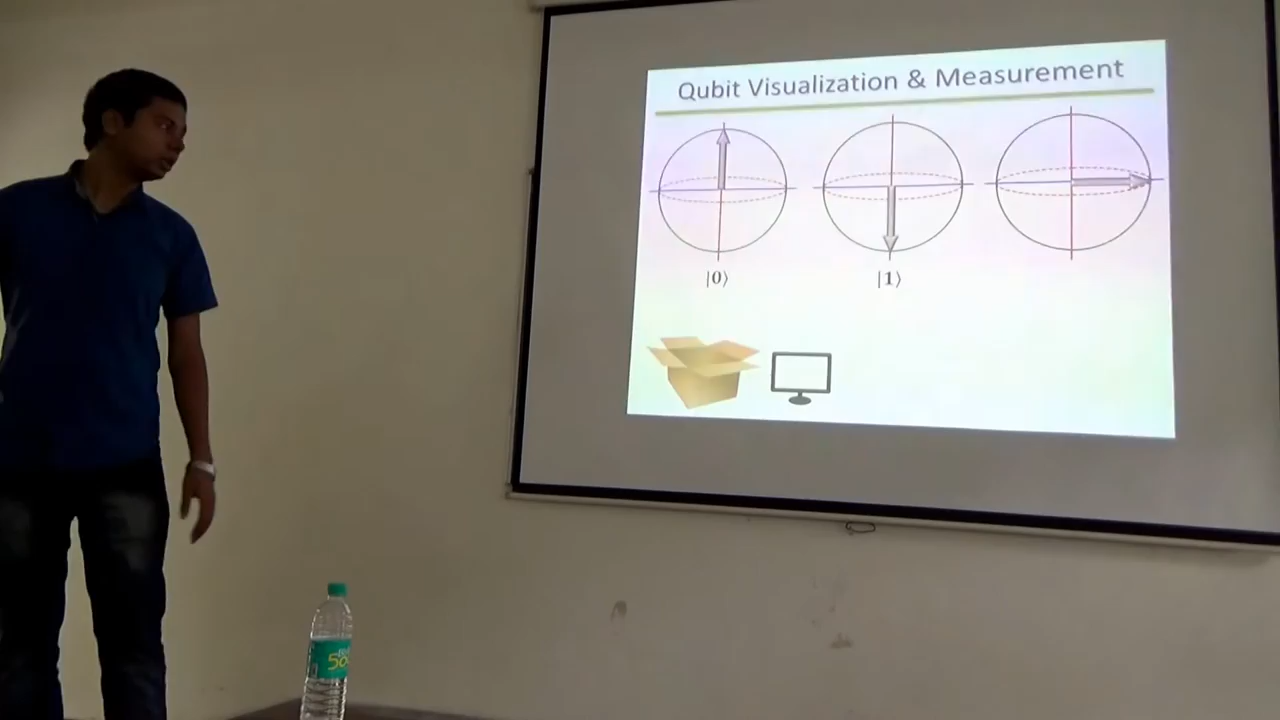 Qubit Visualization & Measurement
|0⟩
|1⟩